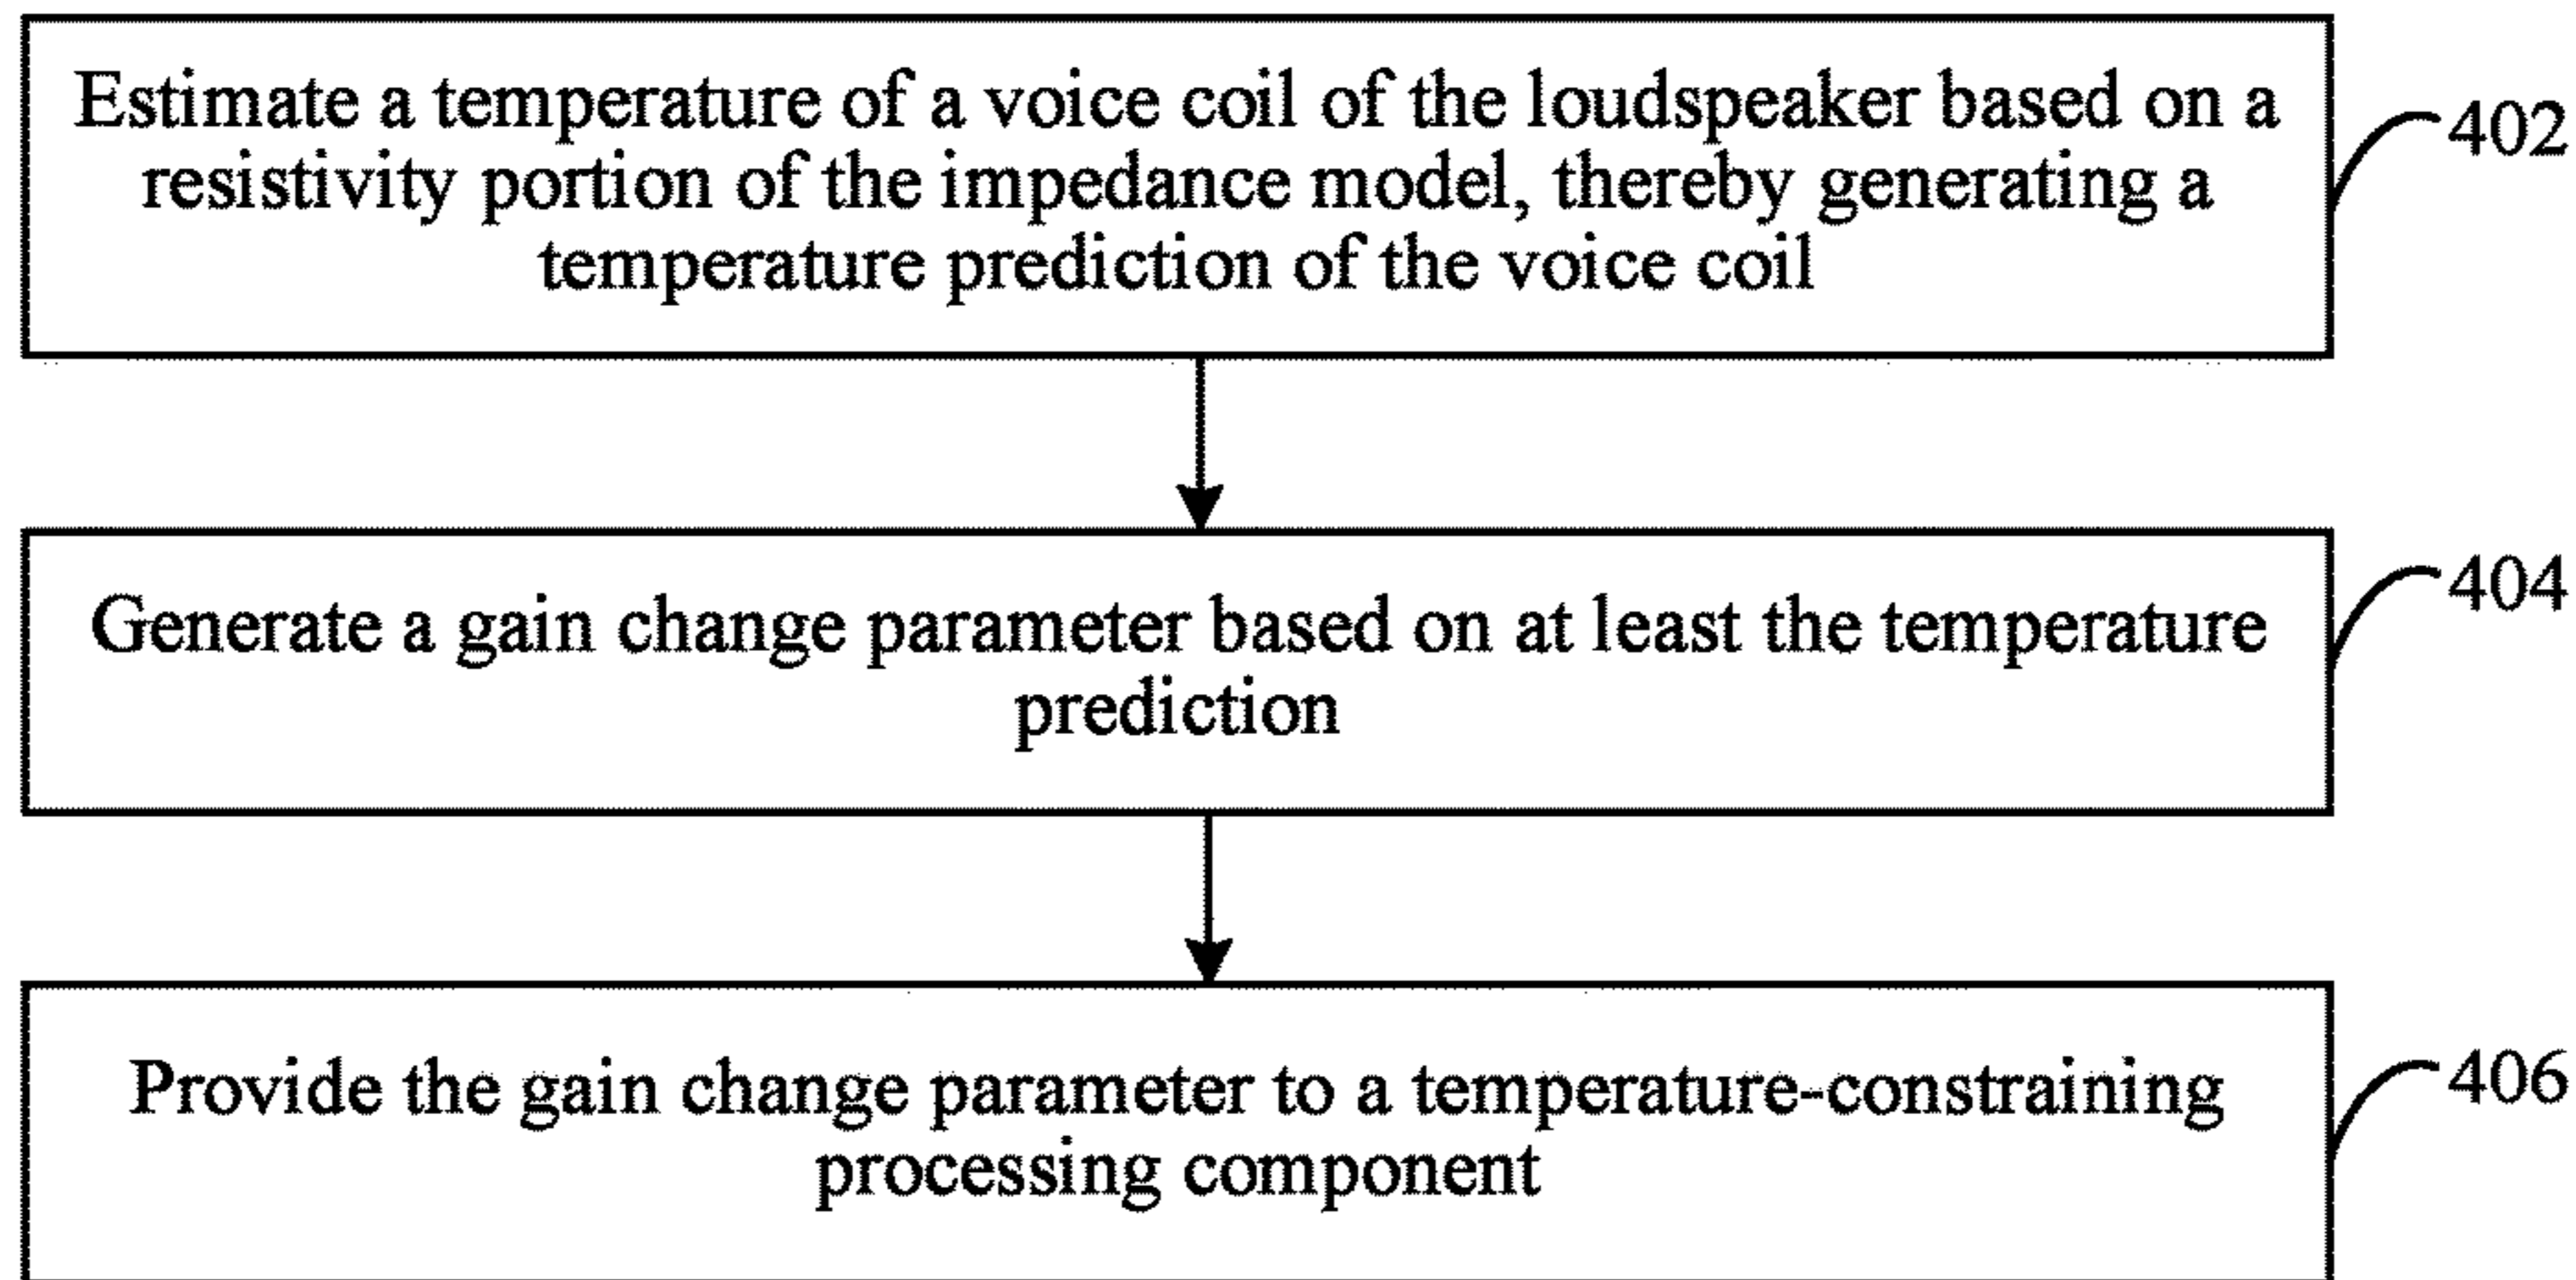 Estimate a temperature of a voice coil of the loudspeaker based on a
resistivity portion of the impedance model, thereby generating a
temperature prediction of the voice coil
402
Generate a gain change parameter based on at least the temperature
prediction
404
Provide the gain change parameter to a temperature-constraining
processing component
406